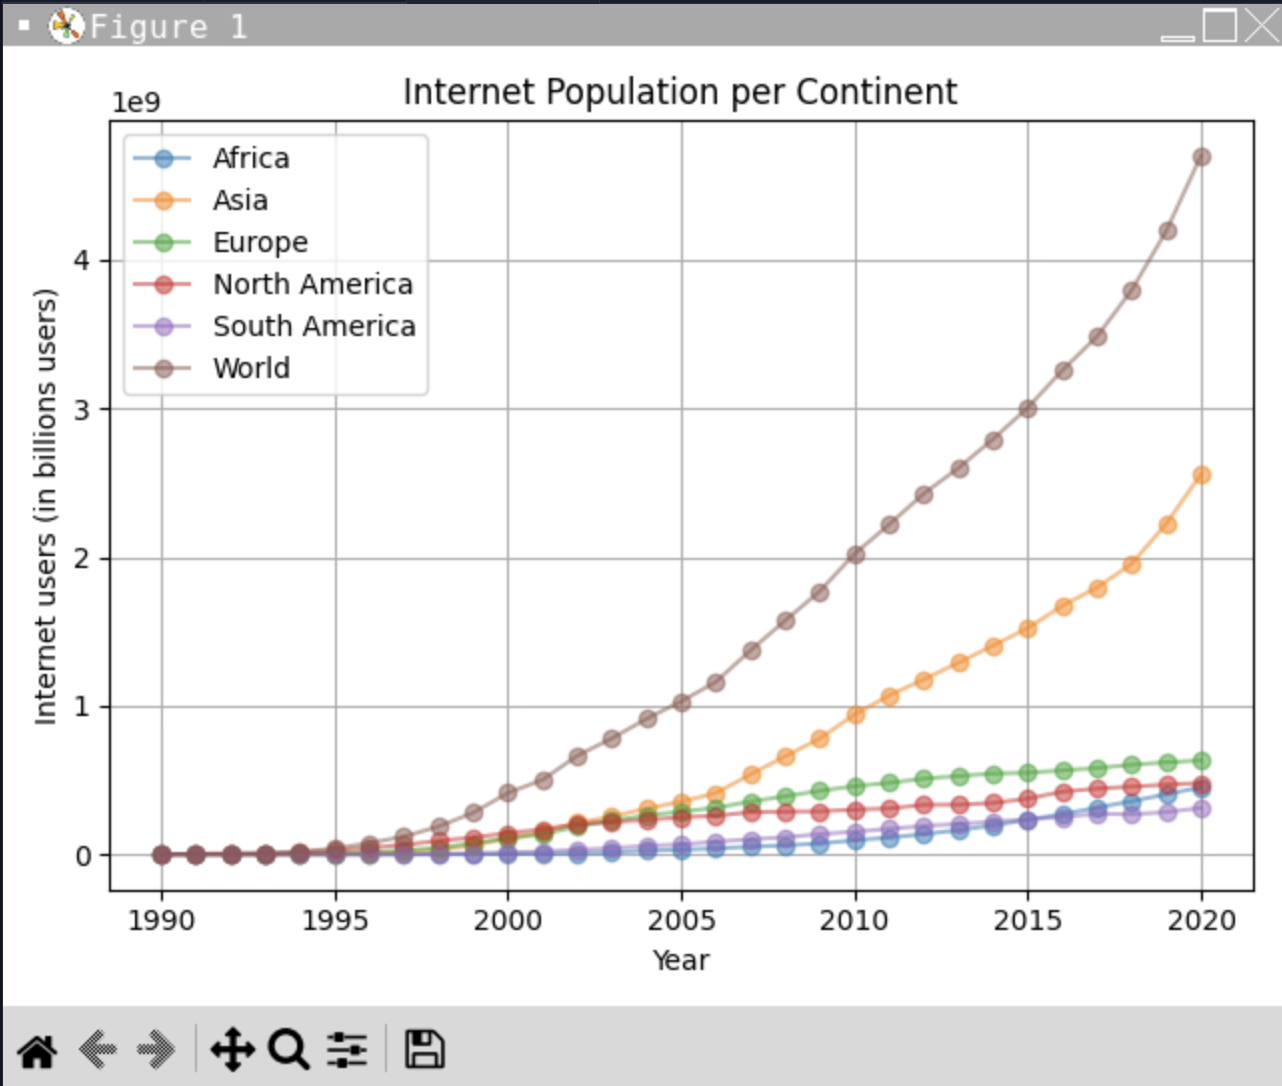 Figure 1
Internet Population per Continent
1e9
Africa
Asia
Europe
North America
South America
World
Internet users (in billions users)
4
3
2
1
0
1990 1995 2000 2005 2010 2015 2020
Year